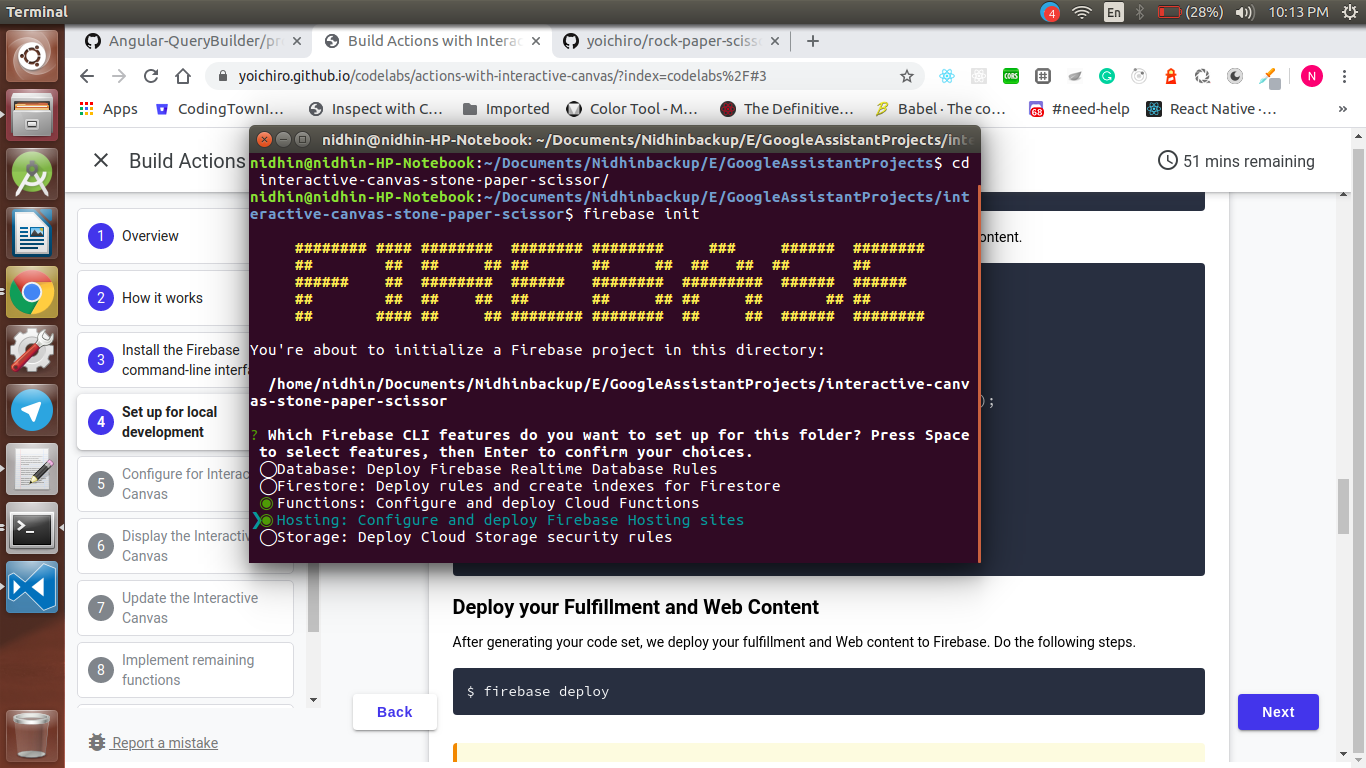 Terminal
4
En
(28%)
10:13 PM
Angular-QueryBuilder/pr
Build Actions with Intera
yoichiro/rock-paper-sciss
yoichiro.github.io/codelabs/actions-with-interactive-canvas/?index=codelabs%2F#3
CORS
N
Apps
CodingTownI...
Inspect with C...
Imported
Color Tool - M...
The Definitive...
Babel · The co...
68
#need-help
React Native -...
»
Build Actions
51 mins remaining
nidhin@nidhin-HP-Notebook: ~/Documents/Nidhinbackup/E/GoogleAssistantProjects/inte
nidhin@nidhin-HP-Notebook:~/Documents/Nidhinbackup/E/GoogleAssistantProjects$ cd
interactive-canvas-stone-paper-scissor/
nidhin@nidhin-HP-Notebook:~/Documents/Nidhinbackup/E/GoogleAssistantProjects/int
eractive-canvas-stone-paper-scissor$ firebase init
######## #### ########  ######## ########     ###     ######  ########
##        ##  ##     ## ##       ##     ##  ##   ##  ##       ##
######    ##  ########  ######   ########  #########  ######  ######
##        ##  ##    ##  ##       ##     ## ##     ##       ## ##
##       #### ##     ## ######## ########  ##     ##  ######  ########
You're about to initialize a Firebase project in this directory:
/home/nidhin/Documents/Nidhinbackup/E/GoogleAssistantProjects/interactive-canv
as-stone-paper-scissor
? Which Firebase CLI features do you want to set up for this folder? Press Space
to select features, then Enter to confirm your choices.
◯Database: Deploy Firebase Realtime Database Rules
◯Firestore: Deploy rules and create indexes for Firestore
◉Functions: Configure and deploy Cloud Functions
❯◉Hosting: Configure and deploy Firebase Hosting sites
◯Storage: Deploy Cloud Storage security rules
1 Overview
2 How it works
3 Install the Firebase
command-line interf
4 Set up for local
development
5 Configure for Interac
Canvas
6 Display the Interactiv
Canvas
7 Update the Interactive
Canvas
8 Implement remaining
functions
Report a mistake
ontent.
);
Deploy your Fulfillment and Web Content
After generating your code set, we deploy your fulfillment and Web content to Firebase. Do the following steps.
$ firebase deploy
Back
Next